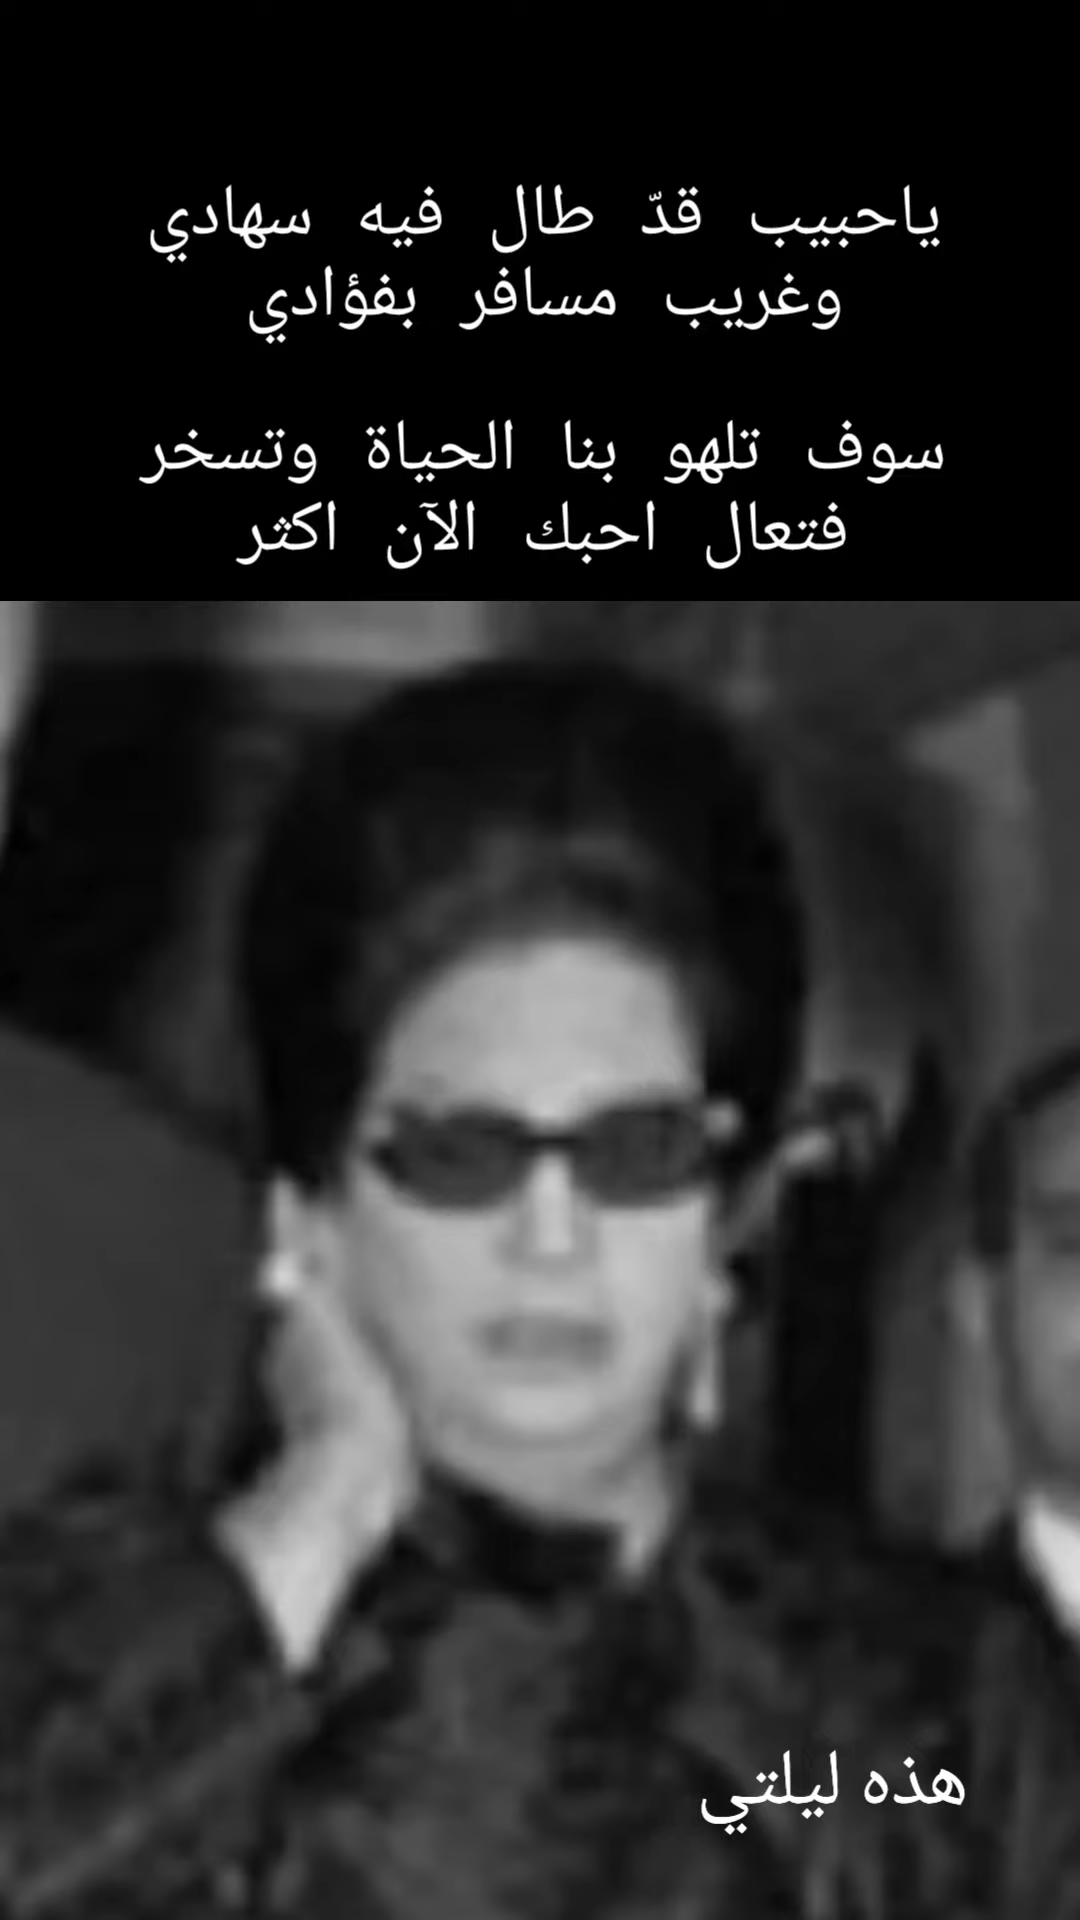 ياحبيب قدّ طال فيه سهادي
وغريب مسافر بفؤادي
سوف تلهو بنا الحياة وتسخر
فتعال احبك الآن اكثر
هذه ليلتي